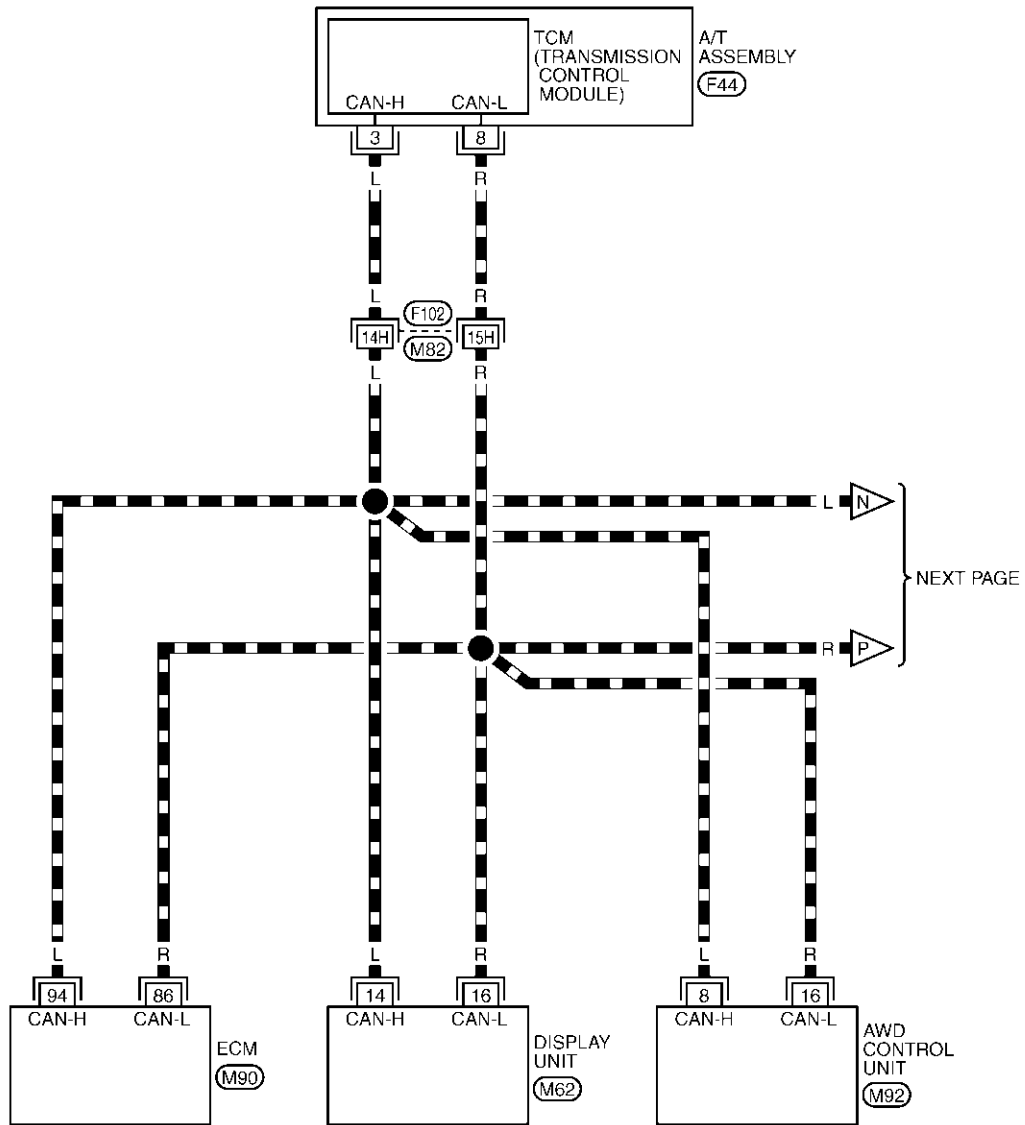 TCM
(TRANSMISSION
CONTROL
MODULE)
A/T
ASSEMBLY
F44
CAN-H
CAN-L
3
8
L
R
L
R
F102
14H
15H
M82
L
R
L
N
NEXT PAGE
R
P
L
R
L
R
L
R
94
86
14
16
8
16
CAN-H
CAN-L
CAN-H
CAN-L
CAN-H
CAN-L
ECM
M90
DISPLAY
UNIT
M62
AWD
CONTROL
UNIT
M92